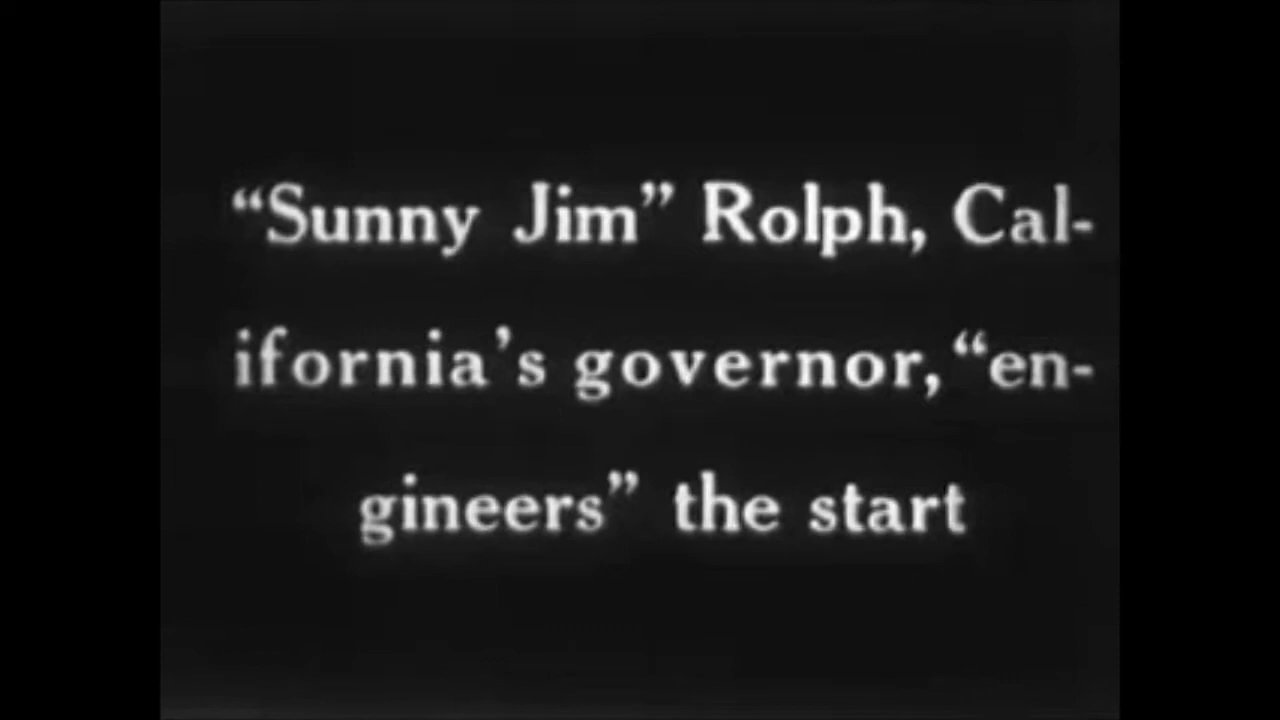 “Sunny Jim” Rolph, Cal-
ifornia’s governor, “en-
gineers” the start